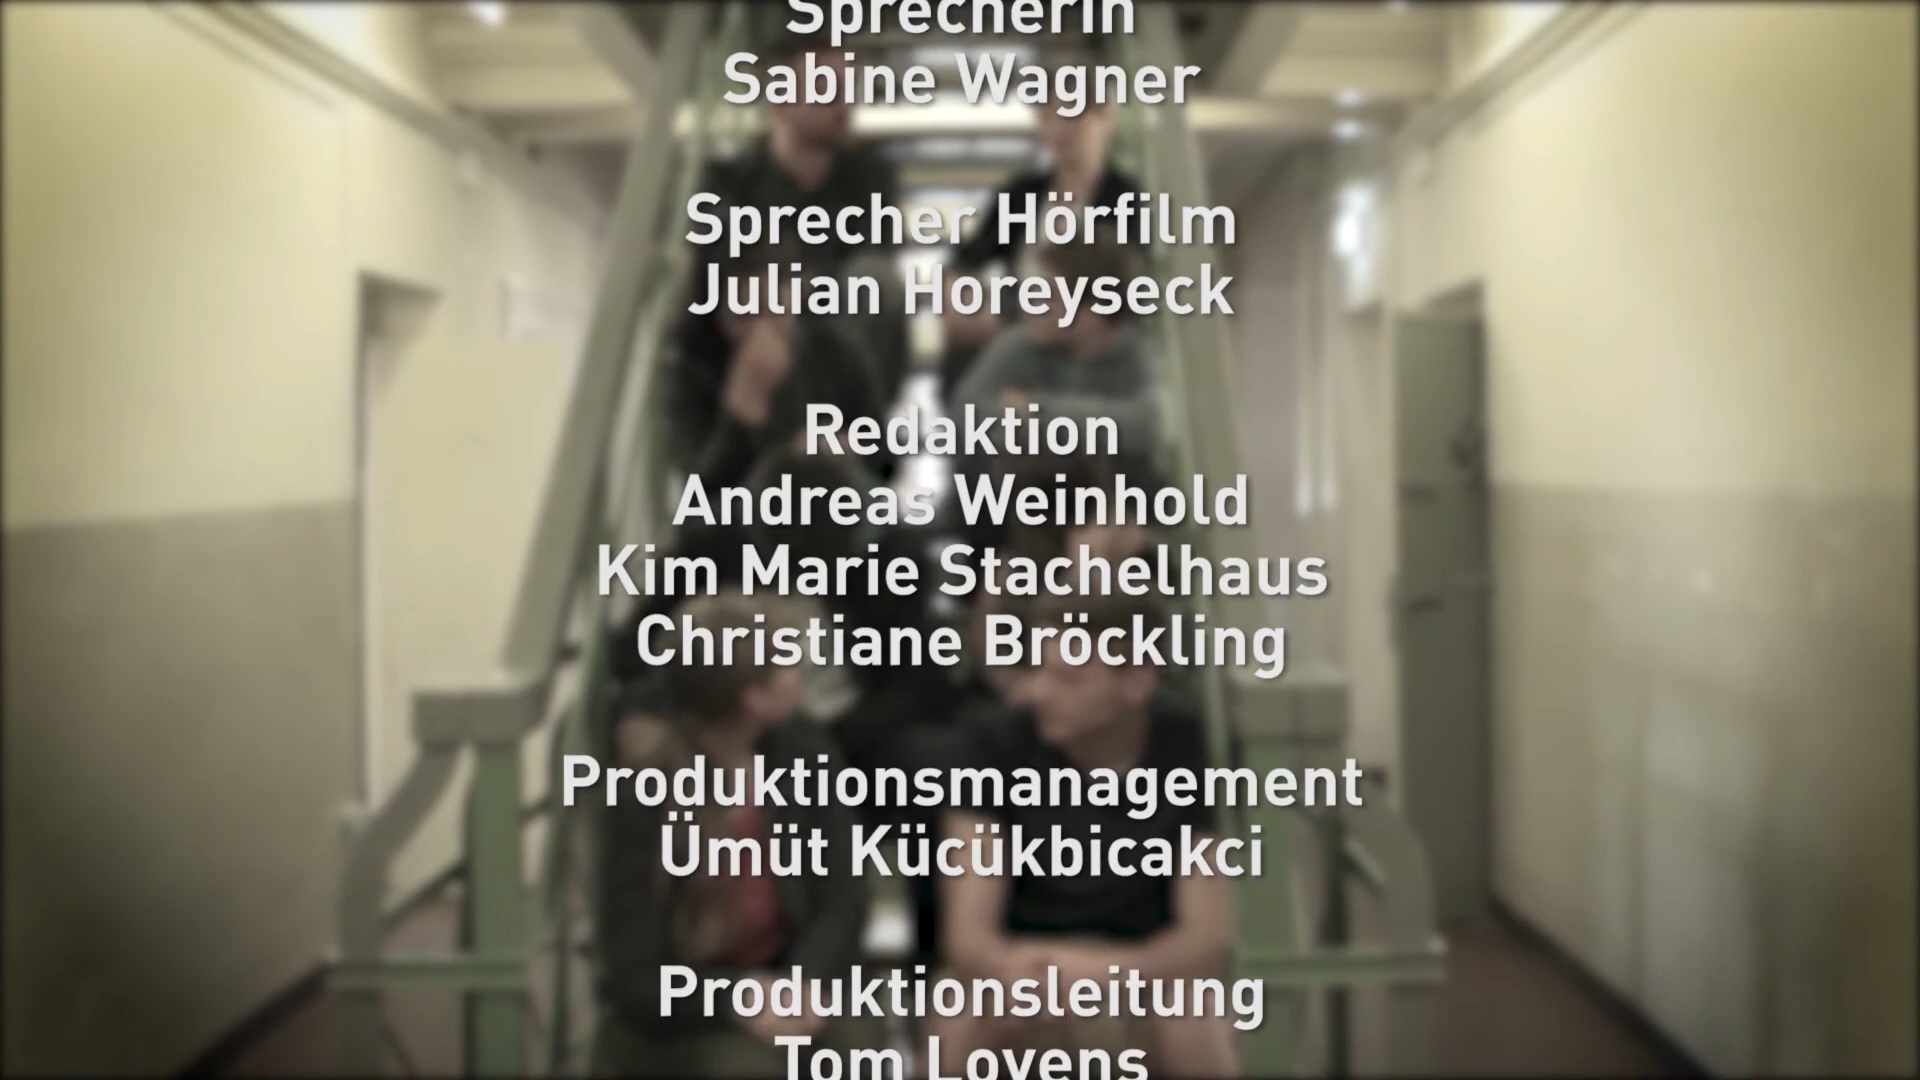 Sprecherin
Sabine Wagner
Sprecher Hörfilm
Julian Horeyseck
Redaktion
Andreas Weinhold
Kim Marie Stachelhaus
Christiane Bröckling
Produktionsmanagement
Ümüt Kücükbicakci
Produktionsleitung
Tom Lovens